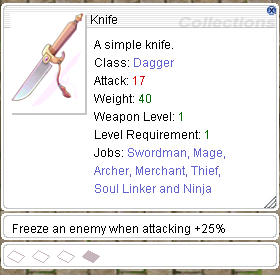 Knife
Collections
A simple knife.
Class: Dagger
Attack: 17
Weight: 40
Weapon Level: 1
Level Requirement: 1
Jobs: Swordman, Mage,
Archer, Merchant, Thief,
Soul Linker and Ninja
Freeze an enemy when attacking +25%